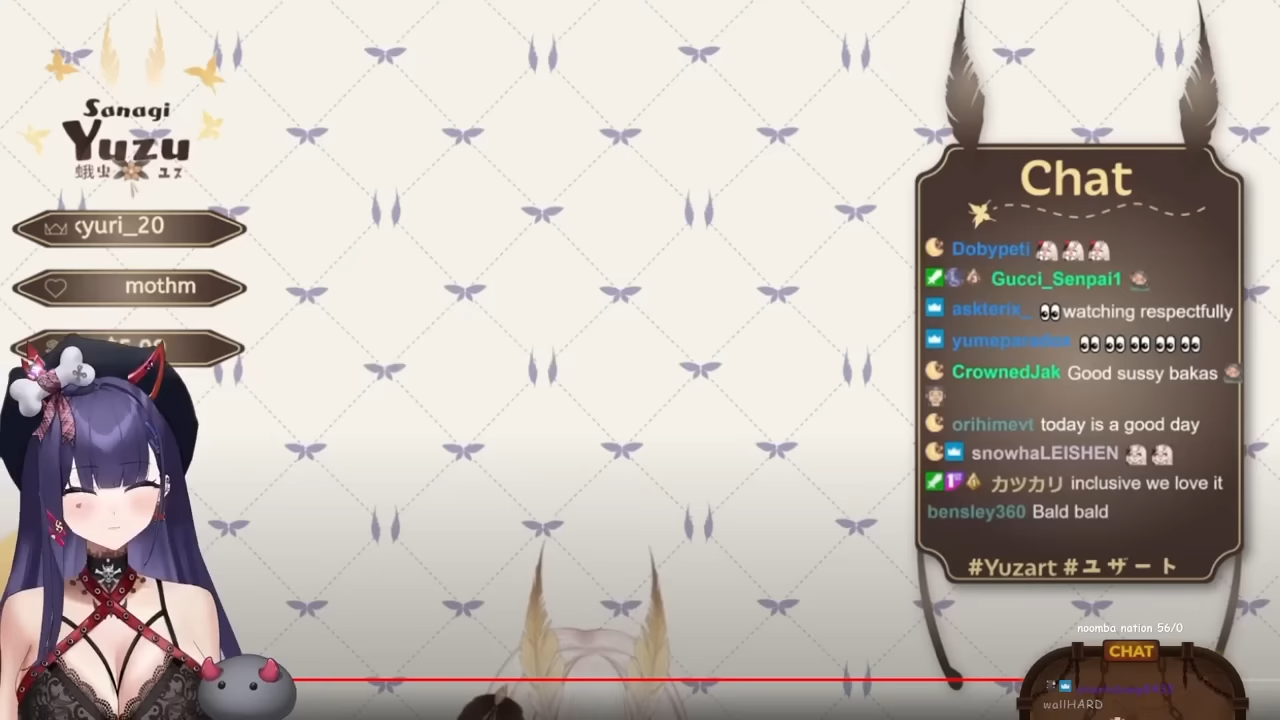 Sanagi
Yuzu
蛾虫 ユズ
yuri_20
mothm
Chat
Dobypeti
Gucci_Senpai1
askterix_ watching respectfully
yumeparadise
CrownedJak Good sussy bakas
orihimevt today is a good day
snowhaLEISHEN
カツカリ inclusive we love it
bensley360 Bald bald
#Yuzart #ユザート
noomba nation 56/0
CHAT
wallHARD